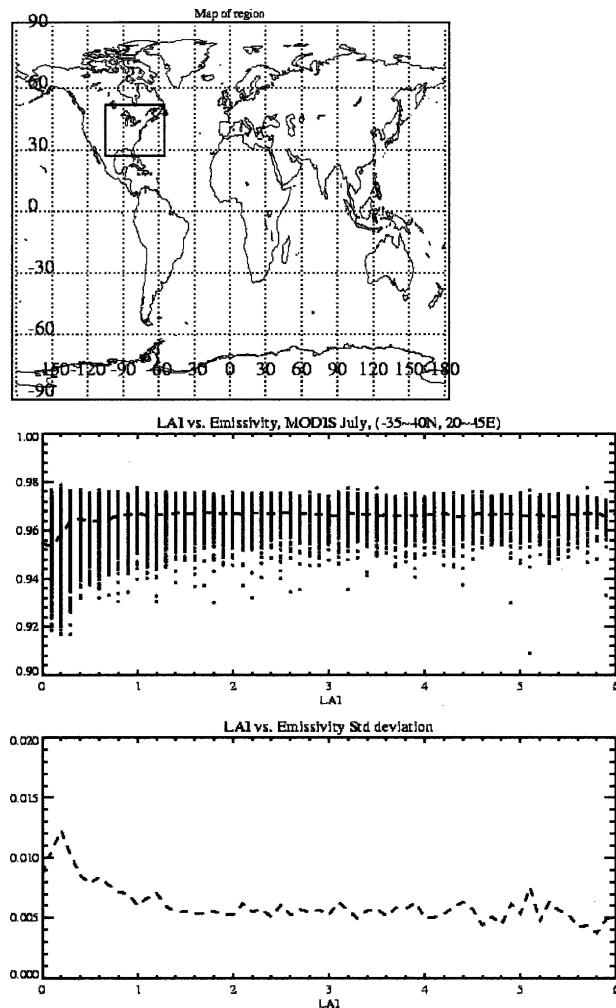 Map of region
90
60
30
0
-30
-60
-150 -120 -90 -60 -30 0 30 60 90 120 150 -180
-90
LAI vs. Emissivity, MODIS July, (-35~40N, 20~45E)
1.00
0.98
0.96
0.94
0.92
0.90
0 1 2 3 4 5 6
LAI
LAI vs. Emissivity Std deviation
0.020
0.015
0.010
0.005
0.000
0 1 2 3 4 5 6
LAI